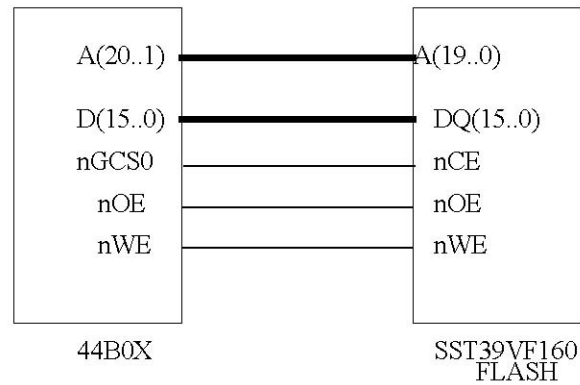 A(20..1) A(19..0)
D(15..0) DQ(15..0)
nGCS0 nCE
nOE nOE
nWE nWE
44B0X SST39VF160
FLASH